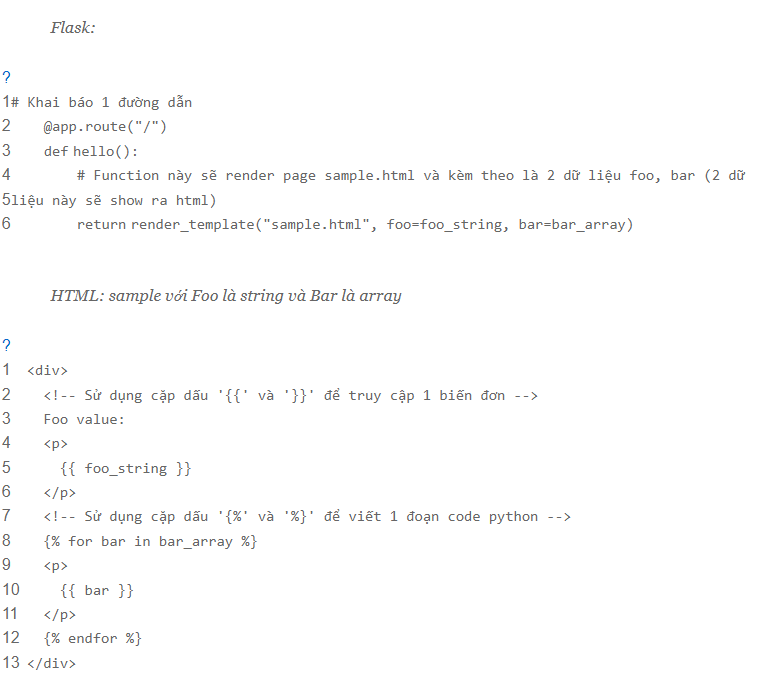 Flask:
?
1# Khai báo 1 đường dẫn
2    @app.route("/")
3    def hello():
4        # Function này sẽ render page sample.html và kèm theo là 2 dữ liệu foo, bar (2 dữ
5liệu này sẽ show ra html)
6        return render_template("sample.html", foo=foo_string, bar=bar_array)
HTML: sample với Foo là string và Bar là array
?
1  <div>
2    <!-- Sử dụng cặp dấu '{{' và '}}' để truy cập 1 biến đơn -->
3    Foo value:
4    <p>
5      {{ foo_string }}
6    </p>
7    <!-- Sử dụng cặp dấu '{%' và '%}' để viết 1 đoạn code python -->
8    {% for bar in bar_array %}
9    <p>
10     {{ bar }}
11   </p>
12   {% endfor %}
13 </div>